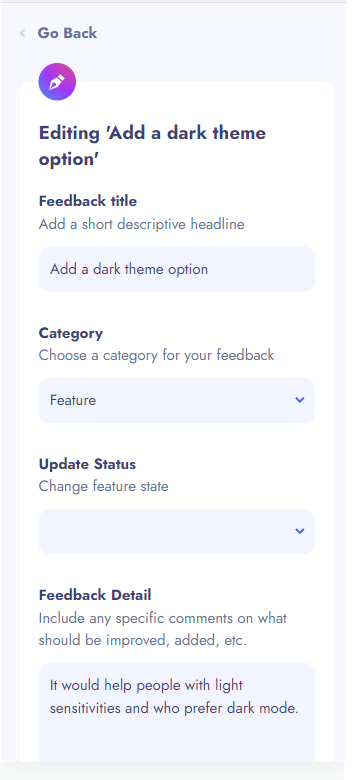 Go Back
Editing 'Add a dark theme
option'
Feedback title
Add a short descriptive headline
Add a dark theme option
Category
Choose a category for your feedback
Feature
Update Status
Change feature state
Feedback Detail
Include any specific comments on what
should be improved, added, etc.
It would help people with light
sensitivities and who prefer dark mode.